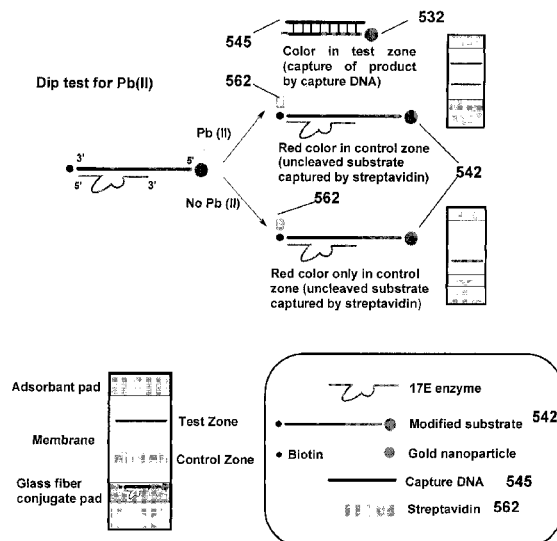 545
532
Color in test zone
(capture of product
by capture DNA)
Dip test for Pb(II)
562
Pb (II)
Red color in control zone
(uncleaved substrate
captured by streptavidin)
542
3'
5'
5'
3'
No Pb (II)
562
Red color only in control
zone (uncleaved substrate
captured by streptavidin)
Adsorbant pad
Test Zone
Membrane
Control Zone
Glass fiber
conjugate pad
17E enzyme
Modified substrate 542
Biotin
Gold nanoparticle
Capture DNA
545
Streptavidin 562